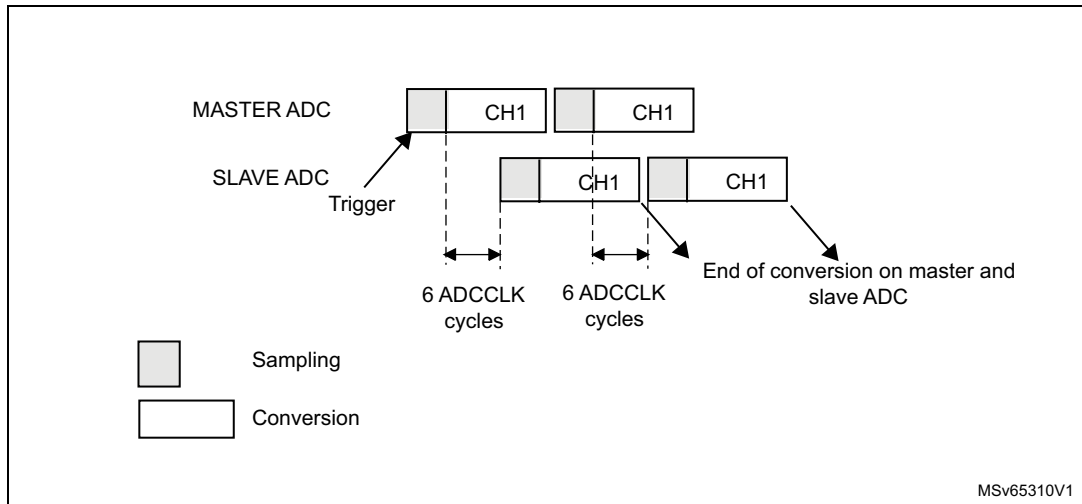 MASTER ADC
CH1
CH1
SLAVE ADC
CH1
CH1
Trigger
6 ADCCLK
cycles
6 ADCCLK
cycles
End of conversion on master and
slave ADC
Sampling
Conversion
MSv65310V1